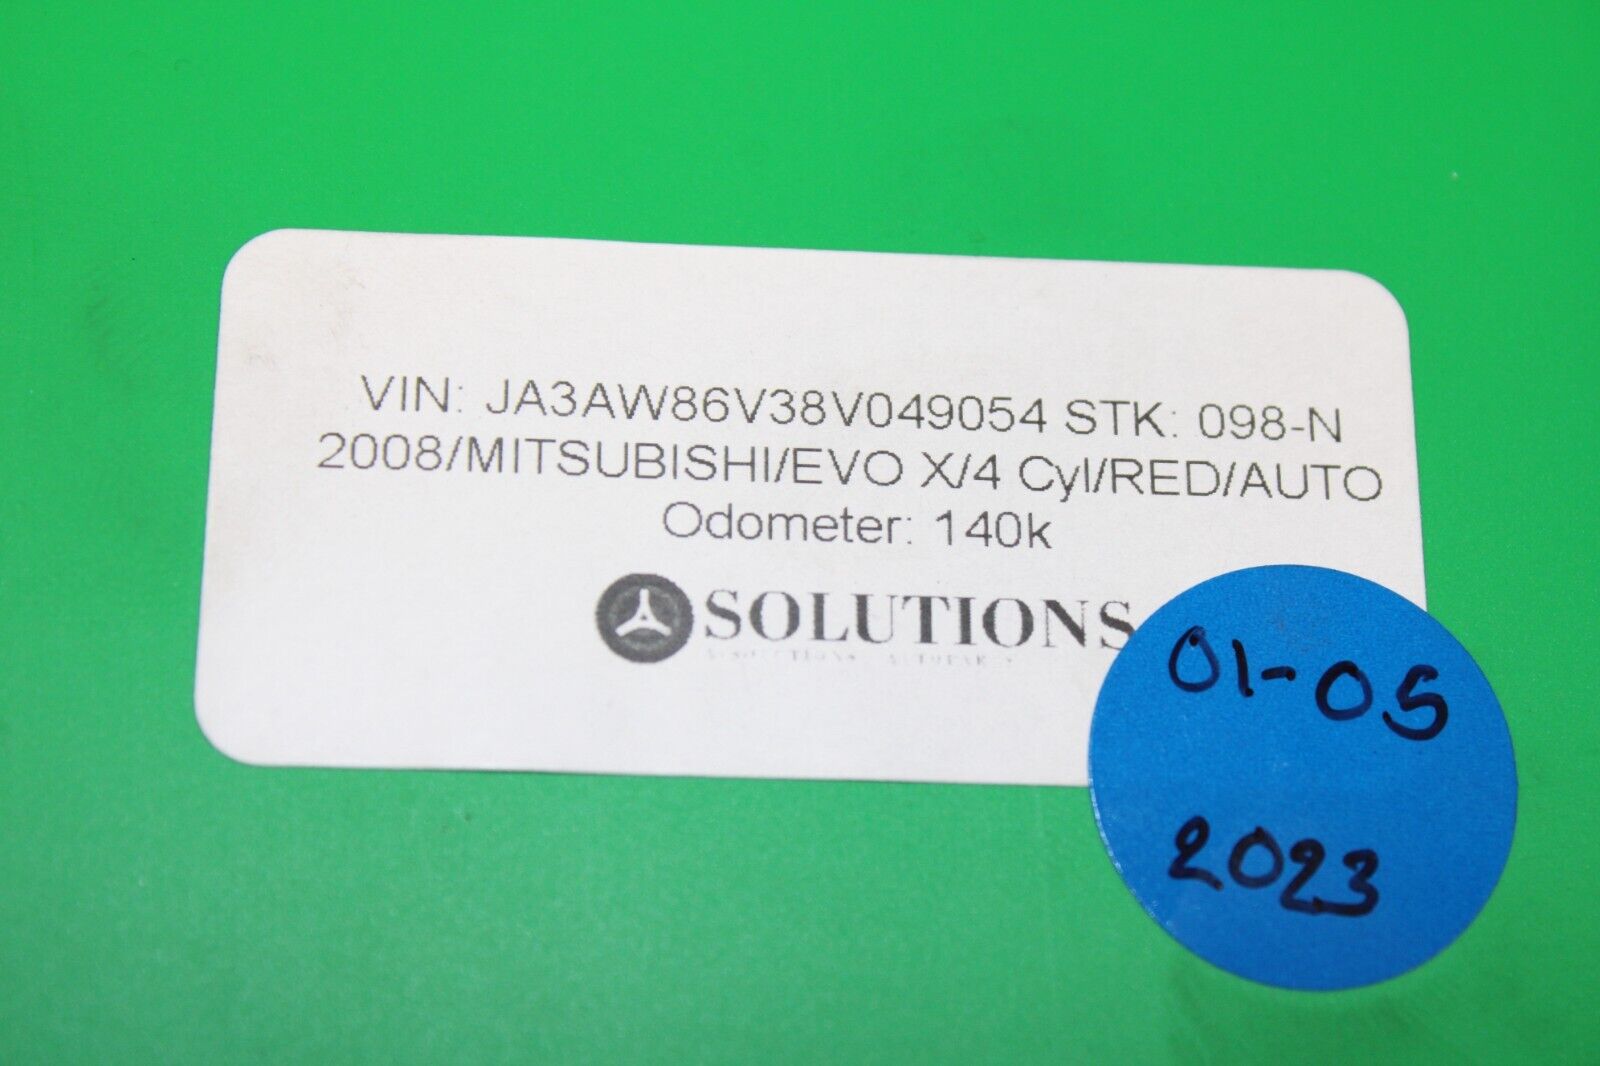 VIN: JA3AW86V38V049054 STK: 098-N
2008/MITSUBISHI/EVO X/4 Cyl/RED/AUTO
Odometer: 140k
SOLUTIONS
01-05
2023